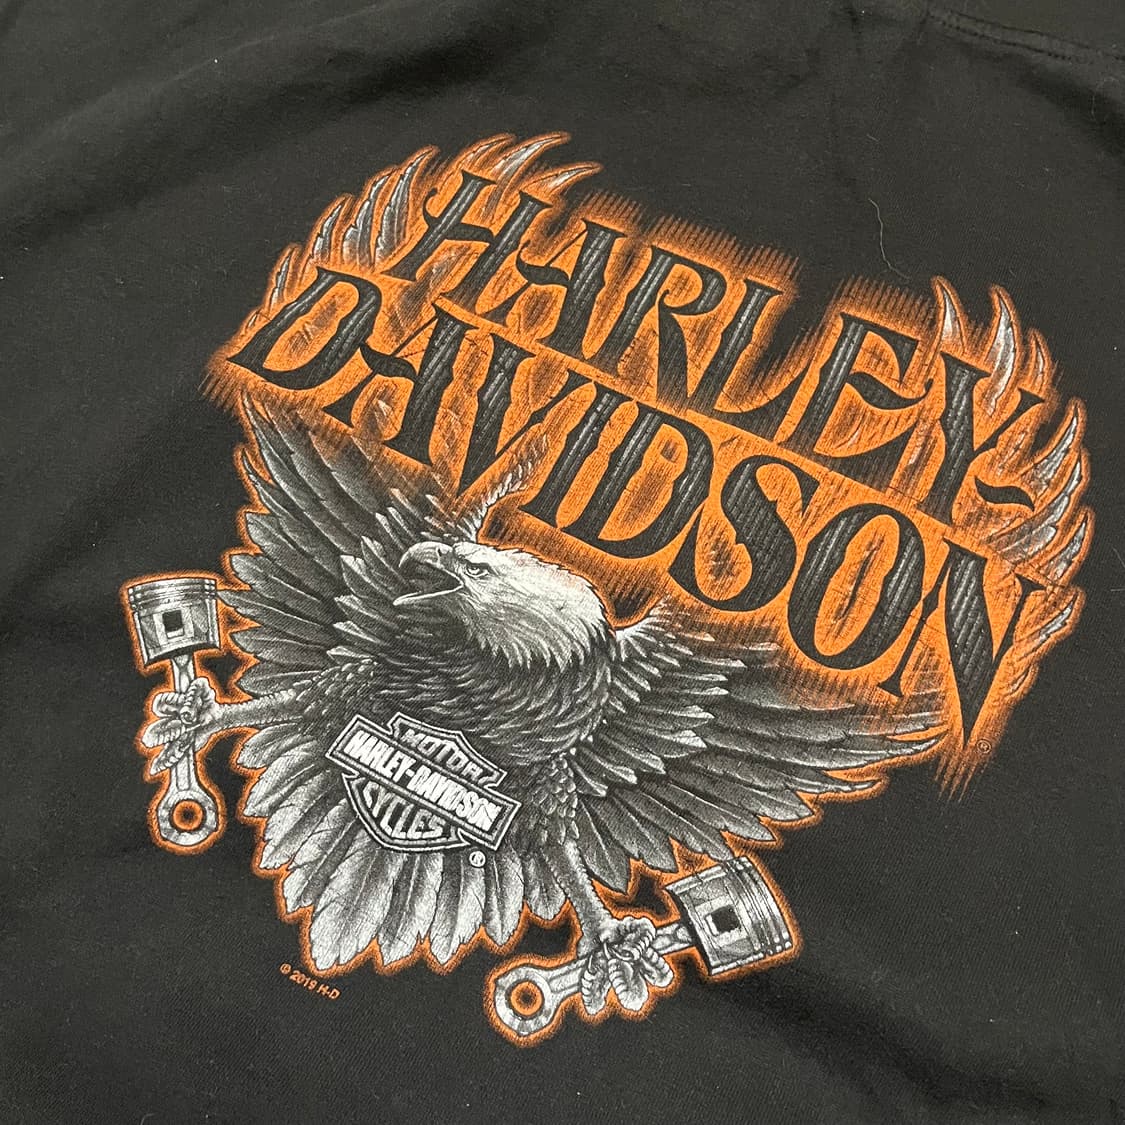 HARLEY-
DAVIDSON
®
MOTOR
HARLEY-DAVIDSON
CYCLES
®
© 2019 H-D